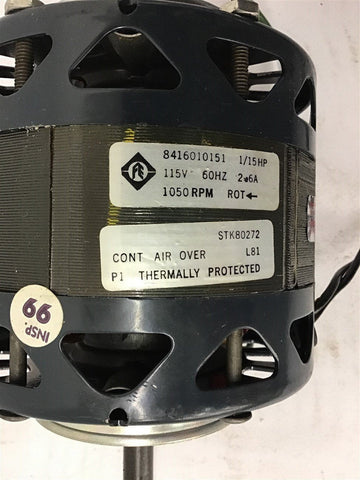 8416010151 1/15HP
115V 60HZ 2.6A
1050 RPM ROT←
STK80272
CONT AIR OVER L81
P1 THERMALLY PROTECTED
INSP.
99